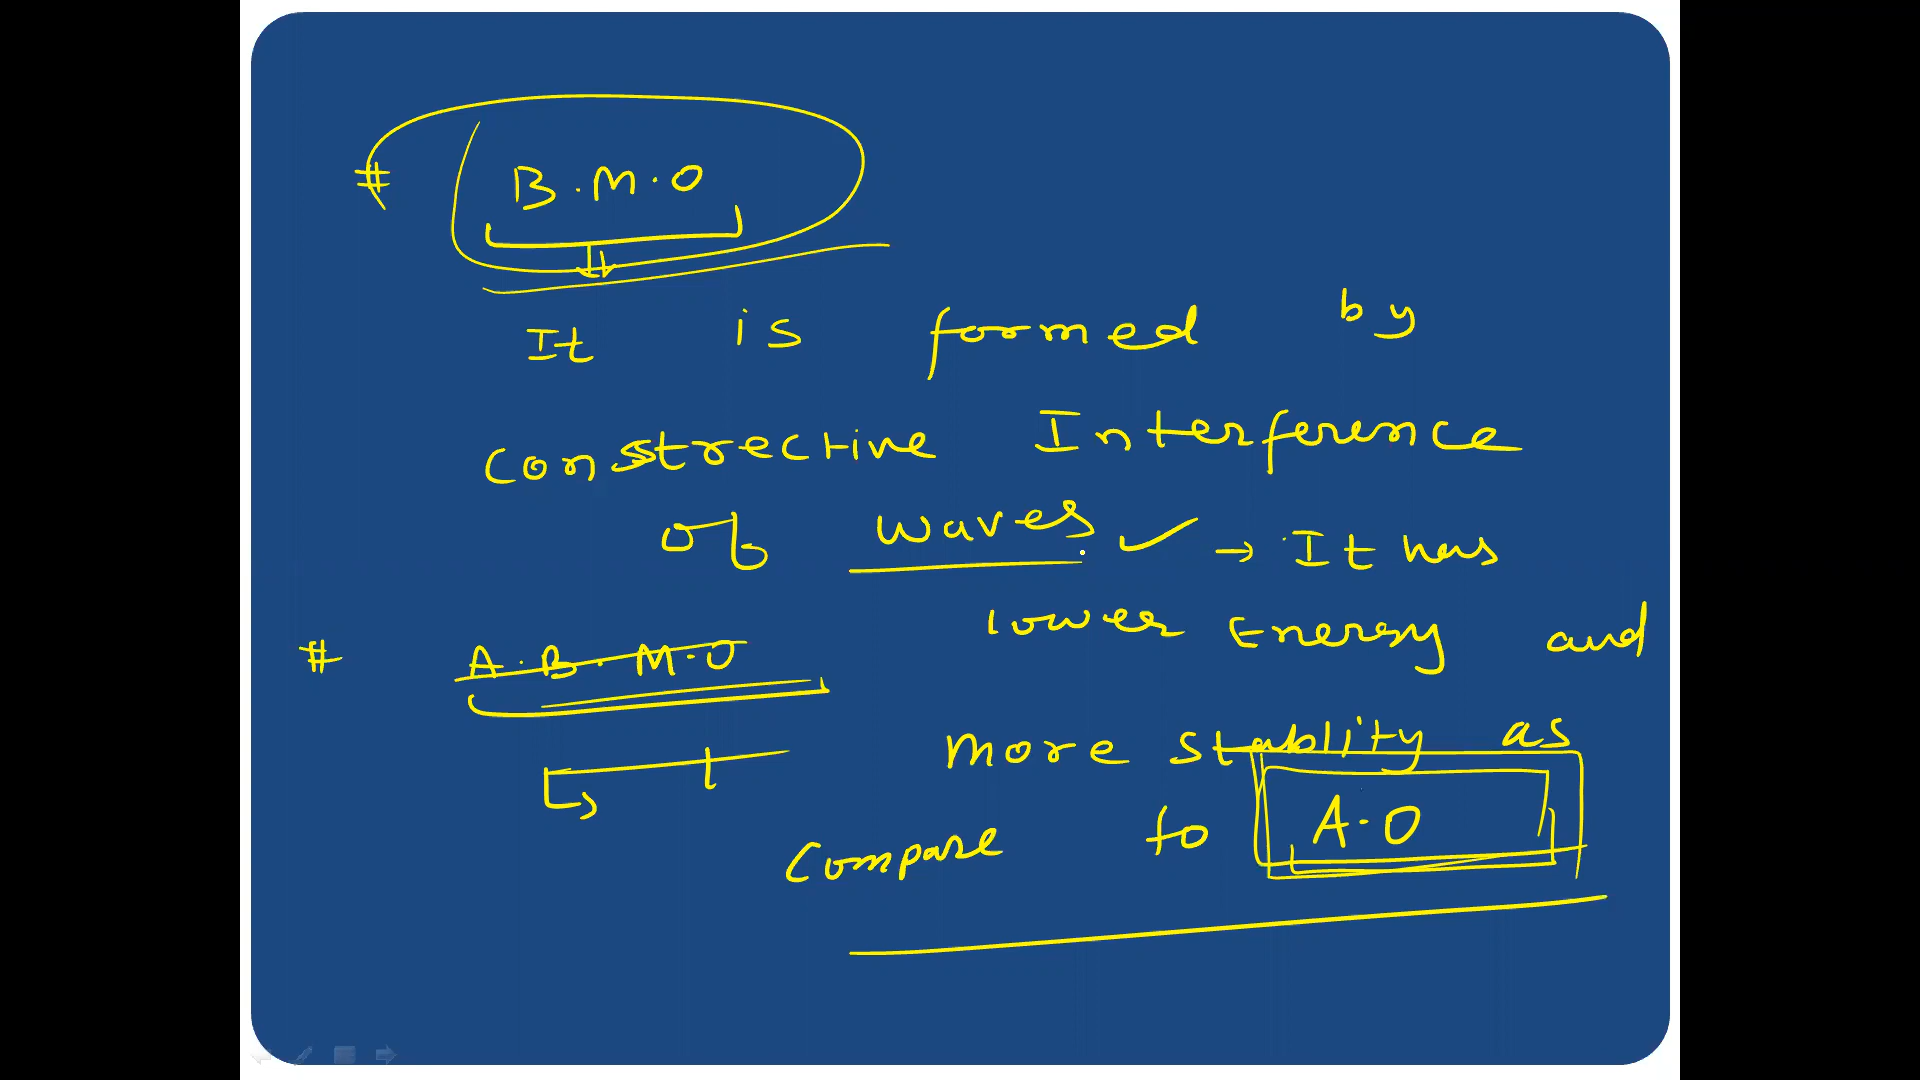 # B.M.O
It is formed by
constrective Interference
of waves → It has
lower Energy and
# A.B.M.O
more stablity as
compare to A.O